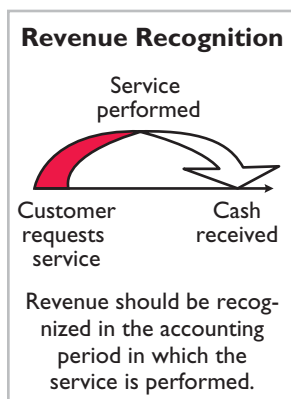 Revenue Recognition
Service
performed
Customer
requests
service
Cash
received
Revenue should be recog-
nized in the accounting
period in which the
service is performed.